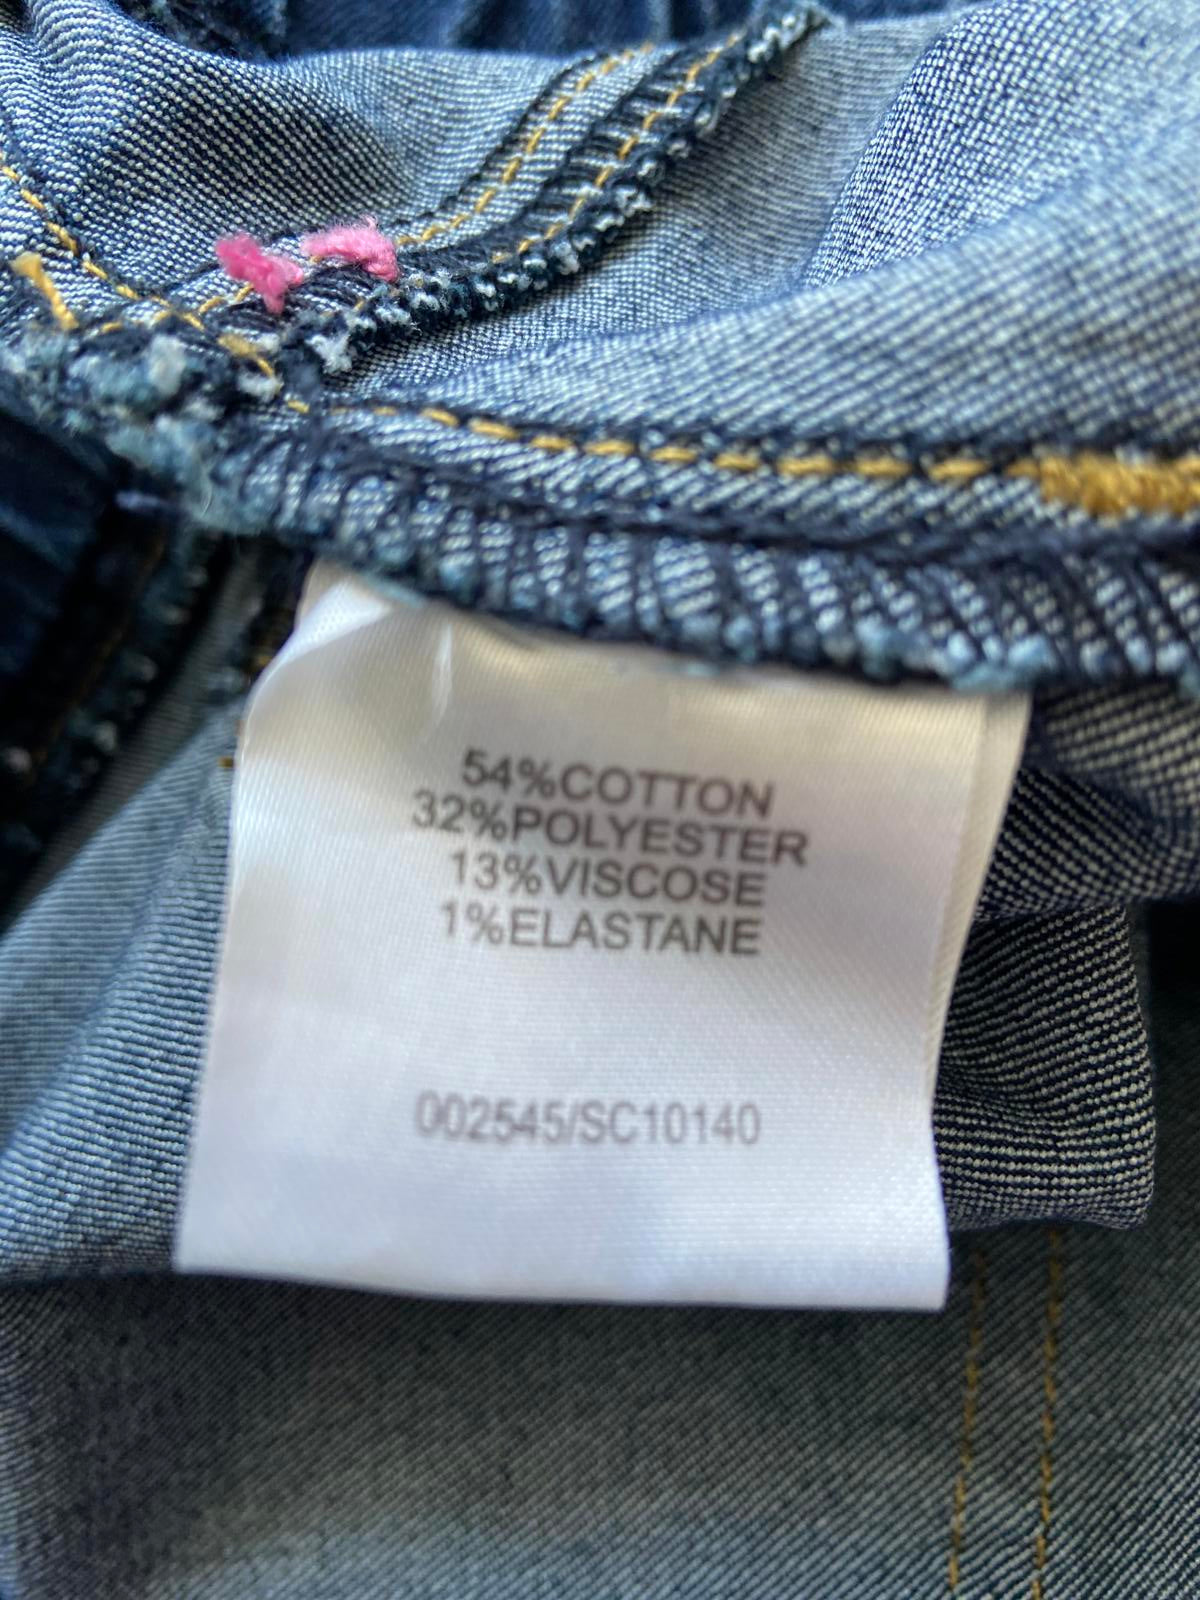 54%COTTON
32%POLYESTER
13%VISCOSE
1%ELASTANE
002545/SC10140